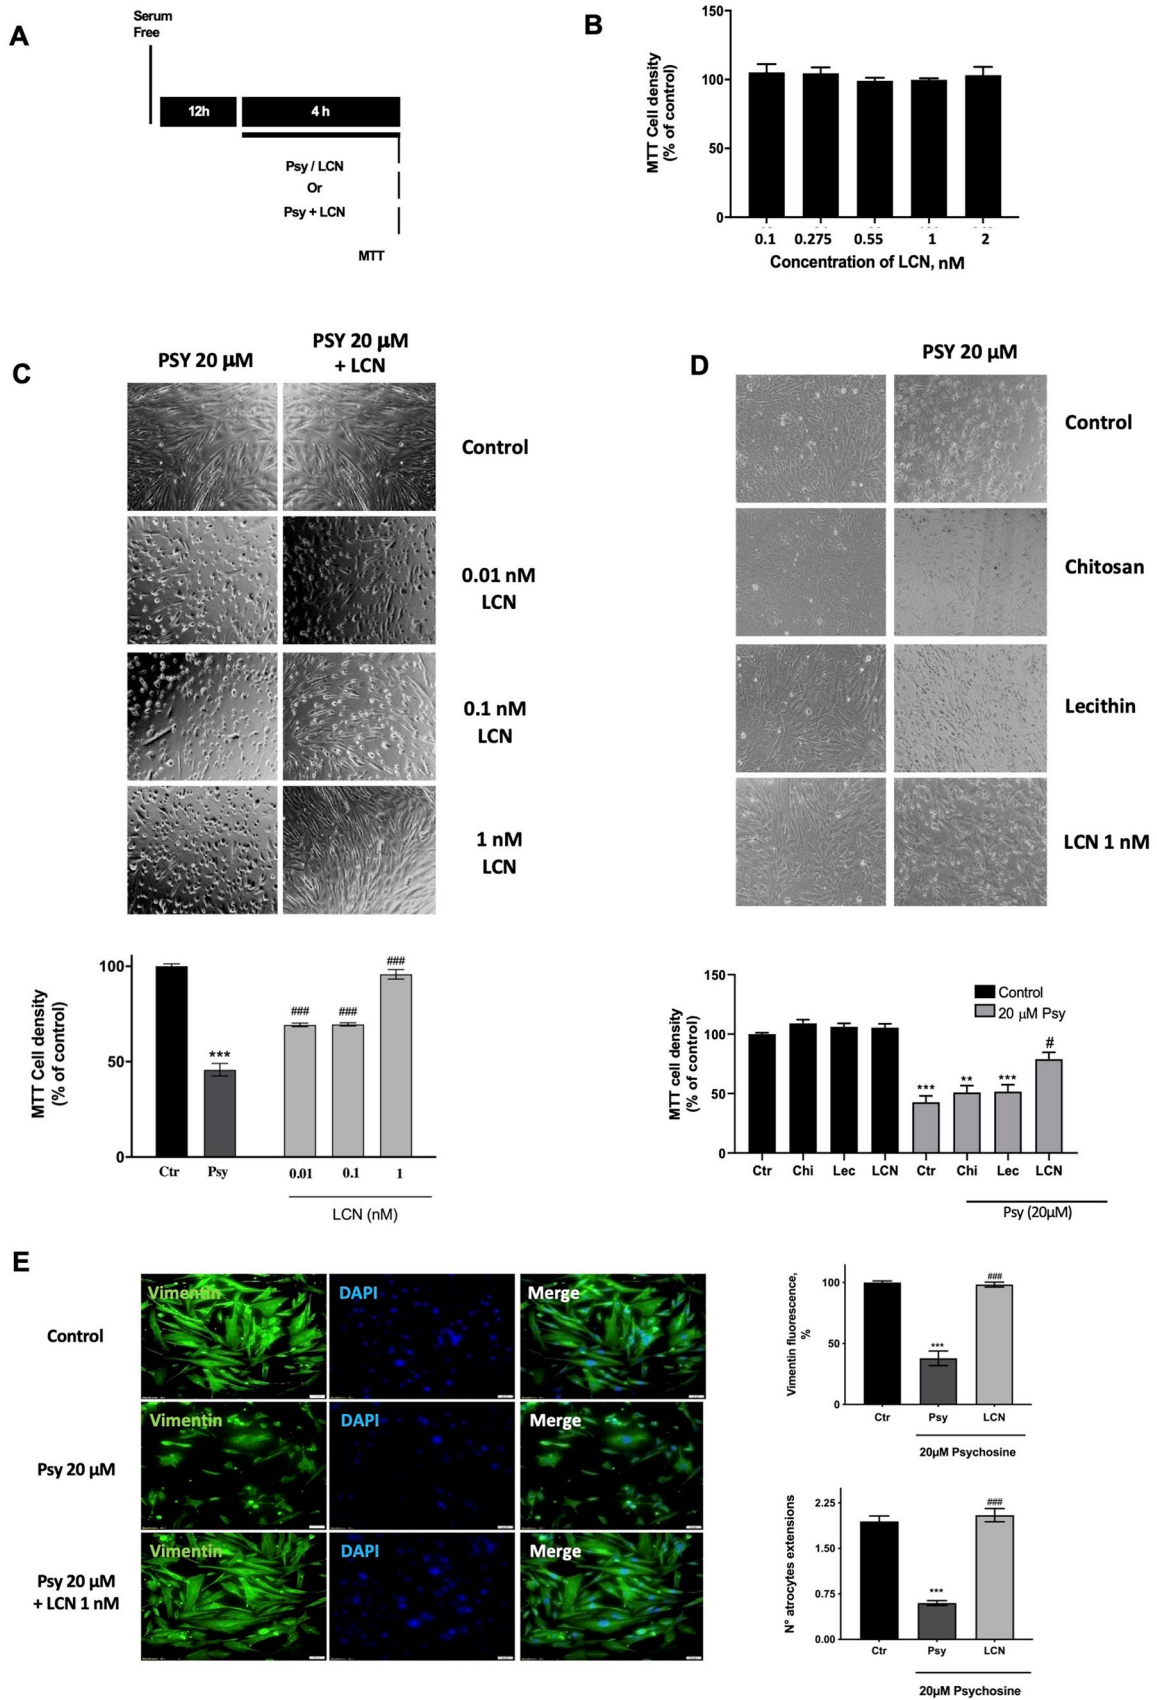 A
Serum
Free
12h
4 h
Psy / LCN
Or
Psy + LCN
MTT
B
MTT Cell density
(% of control)
150
100
50
0
0.1 0.275 0.55 1 2
Concentration of LCN, nM
C
PSY 20 µM
PSY 20 µM
+ LCN
Control
0.01 nM
LCN
0.1 nM
LCN
1 nM
LCN
MTT Cell density
(% of control)
100
50
0
***
###
###
###
Ctr Psy 0.01 0.1 1
LCN (nM)
D
PSY 20 µM
Control
Chitosan
Lecithin
LCN 1 nM
MTT cell density
(% of control)
150
100
50
0
Control
20 µM Psy
***
**
***
#
Ctr Chi Lec LCN Ctr Chi Lec LCN
Psy (20µM)
E
Control
Vimentin DAPI Merge
Psy 20 µM
Vimentin DAPI Merge
Psy 20 µM
+ LCN 1 nM
Vimentin DAPI Merge
Vimentin fluorescence,
%
100
50
0
***
###
Ctr Psy LCN
20µM Psychosine
N° atrocytes extensions
2.25
1.50
0.75
0.00
***
###
Ctr Psy LCN
20µM Psychosine